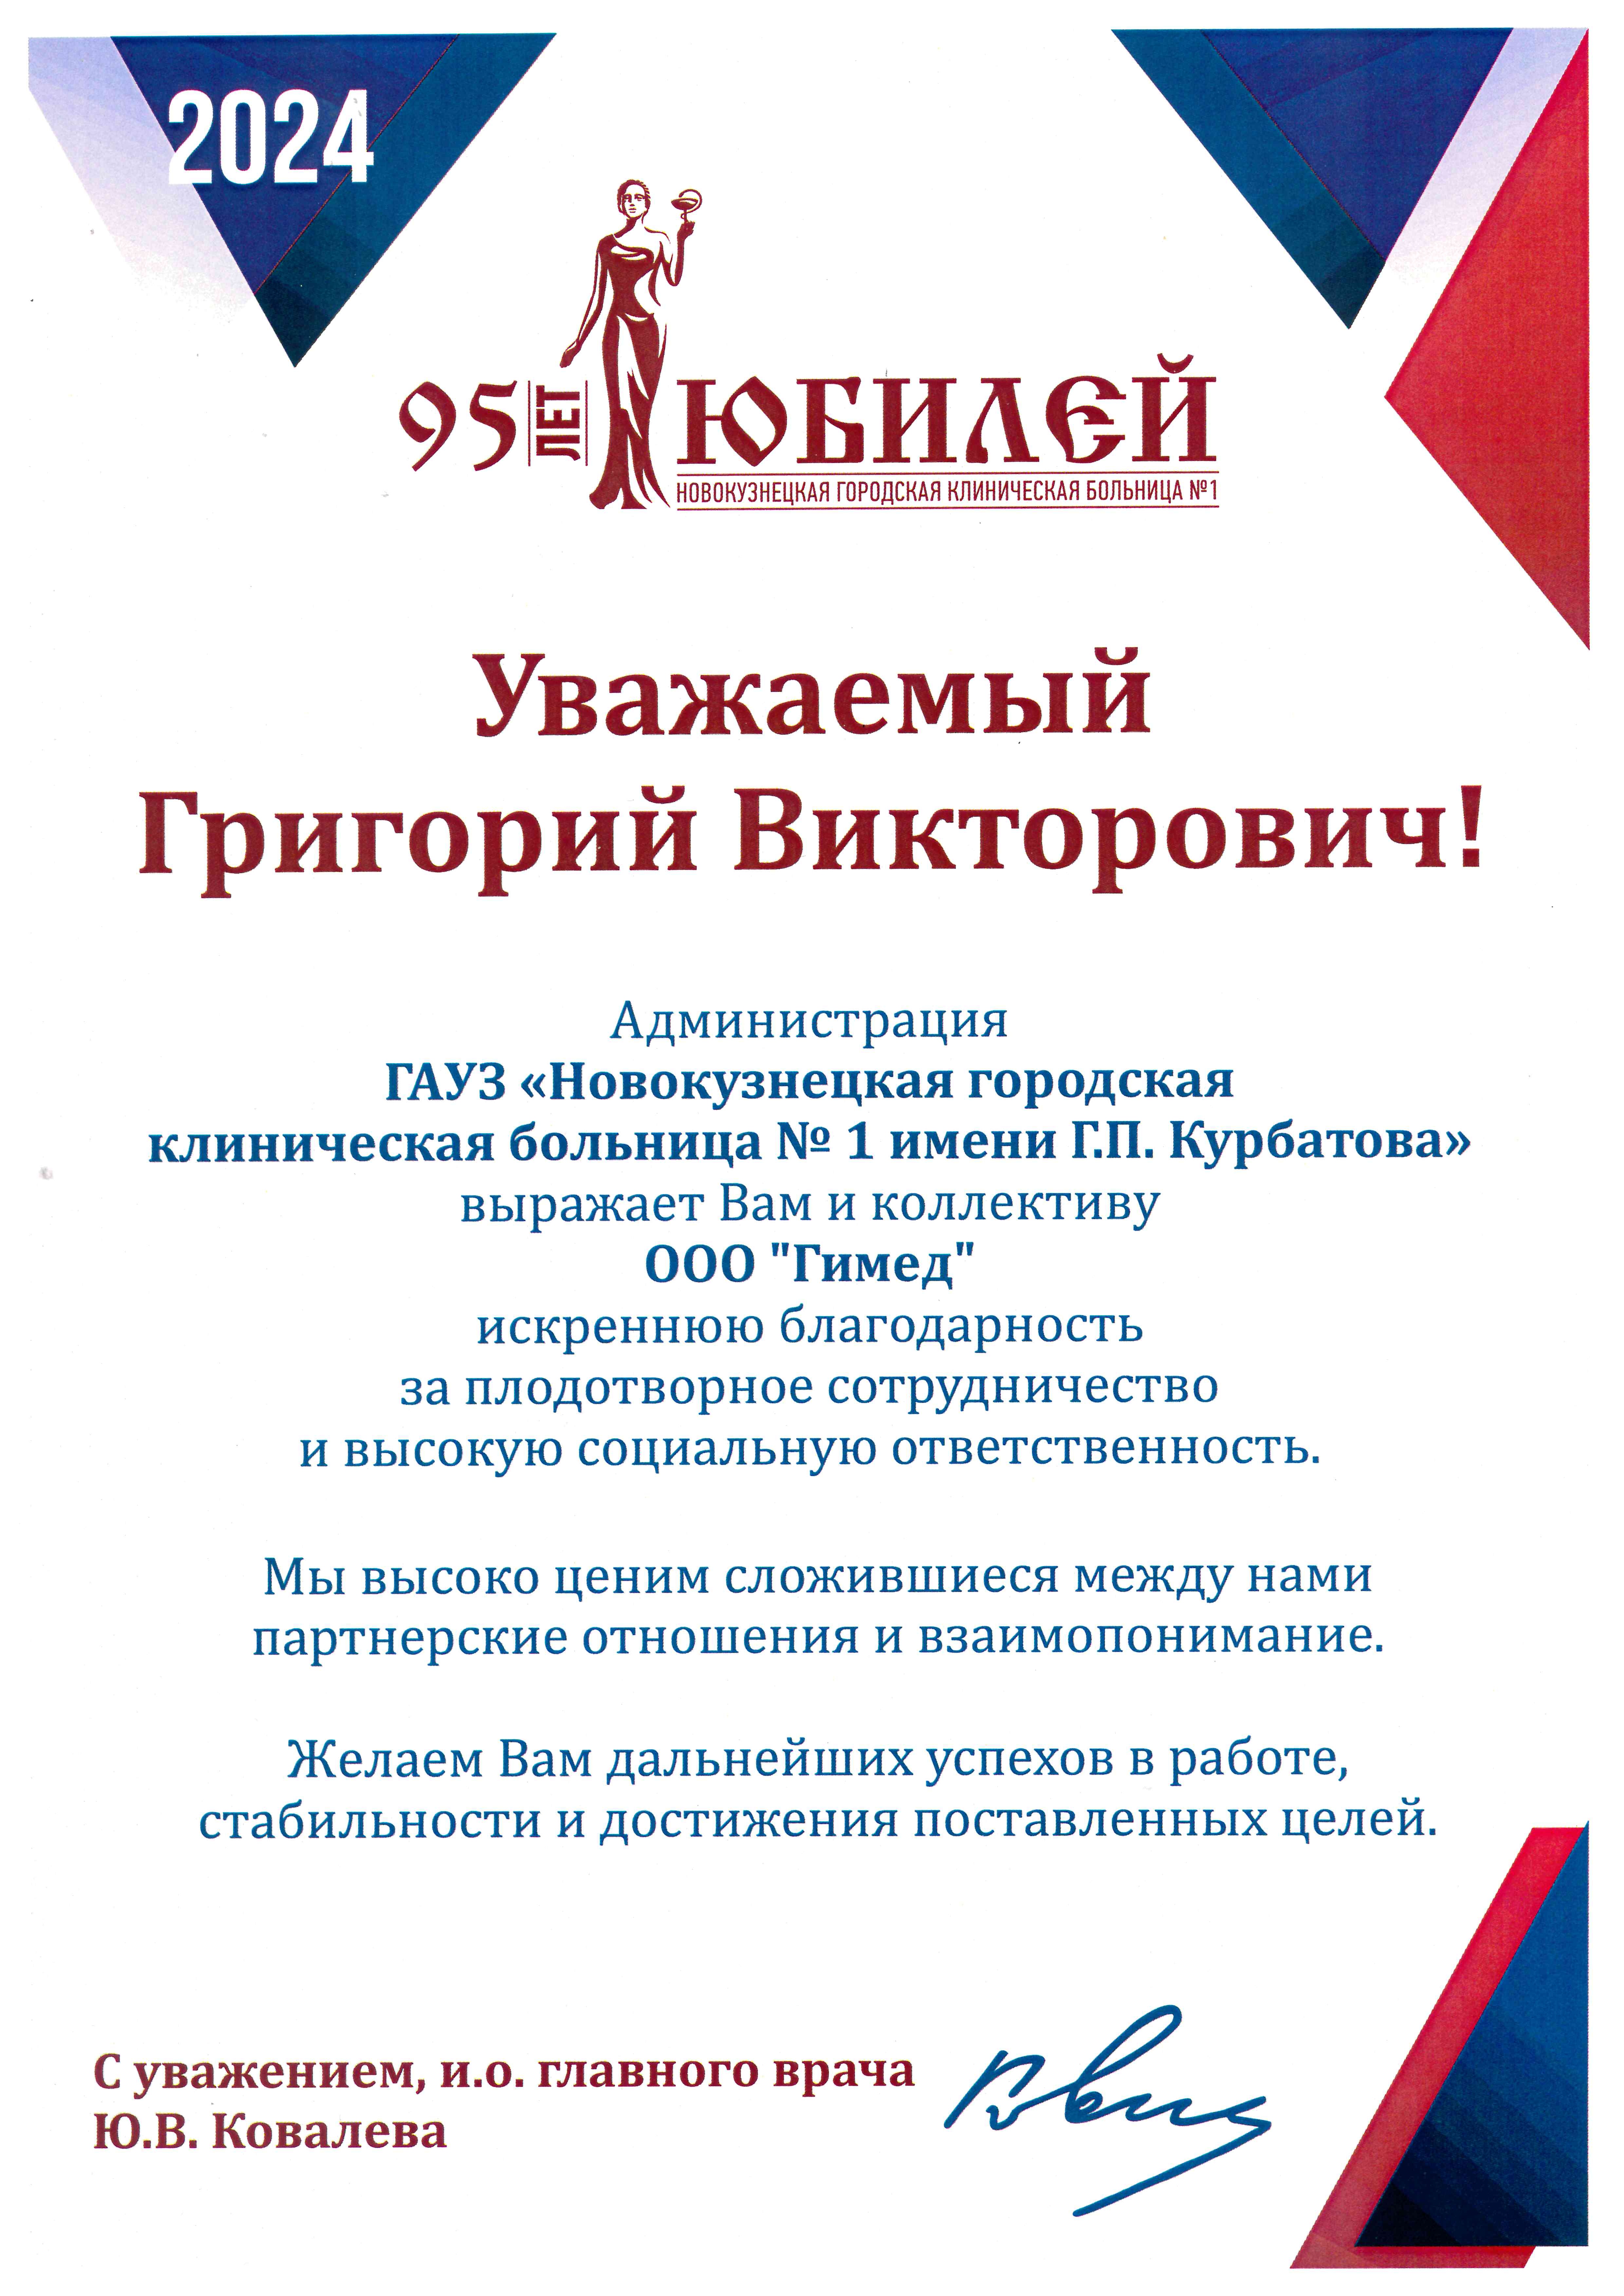 2024
95 ЛЕТ ЮБИЛЕЙ
НОВОКУЗНЕЦКАЯ ГОРОДСКАЯ КЛИНИЧЕСКАЯ БОЛЬНИЦА №1
Уважаемый
Григорий Викторович!
Администрация
ГАУЗ «Новокузнецкая городская
клиническая больница № 1 имени Г.П. Курбатова»
выражает Вам и коллективу
ООО "Гимед"
искреннюю благодарность
за плодотворное сотрудничество
и высокую социальную ответственность.
Мы высоко ценим сложившиеся между нами
партнерские отношения и взаимопонимание.
Желаем Вам дальнейших успехов в работе,
стабильности и достижения поставленных целей.
С уважением, и.о. главного врача
Ю.В. Ковалева